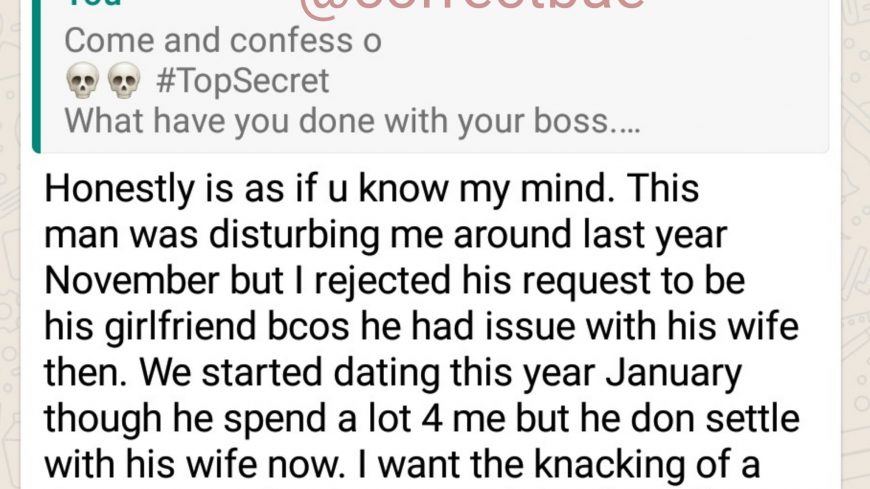 You
@correctbae
Come and confess o
💀💀 #TopSecret
What have you done with your boss....
Honestly is as if u know my mind. This
man was disturbing me around last year
November but I rejected his request to be
his girlfriend bcos he had issue with his wife
then. We started dating this year January
though he spend a lot 4 me but he don settle
with his wife now. I want the knacking of a